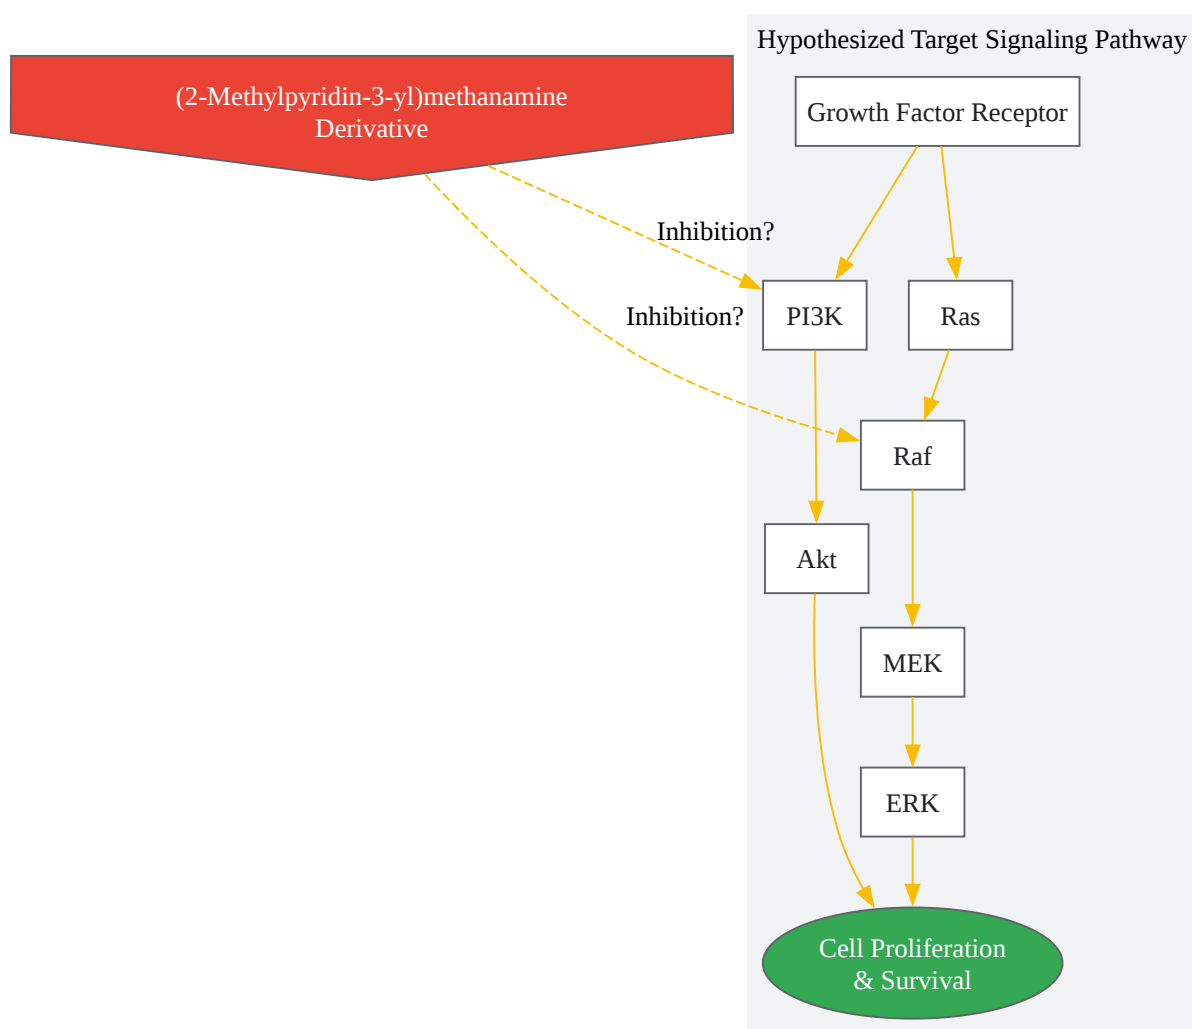 Hypothesized Target Signaling Pathway
(2-Methylpyridin-3-yl)methanamine
Derivative
Growth Factor Receptor
Inhibition?
Inhibition?
PI3K
Ras
Raf
Akt
MEK
ERK
Cell Proliferation
& Survival